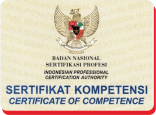 BADAN NASIONAL
SERTIFIKASI PROFESI
INDONESIAN PROFESSIONAL
CERTIFICATION AUTHORITY
SERTIFIKAT KOMPETENSI
CERTIFICATE OF COMPETENCE